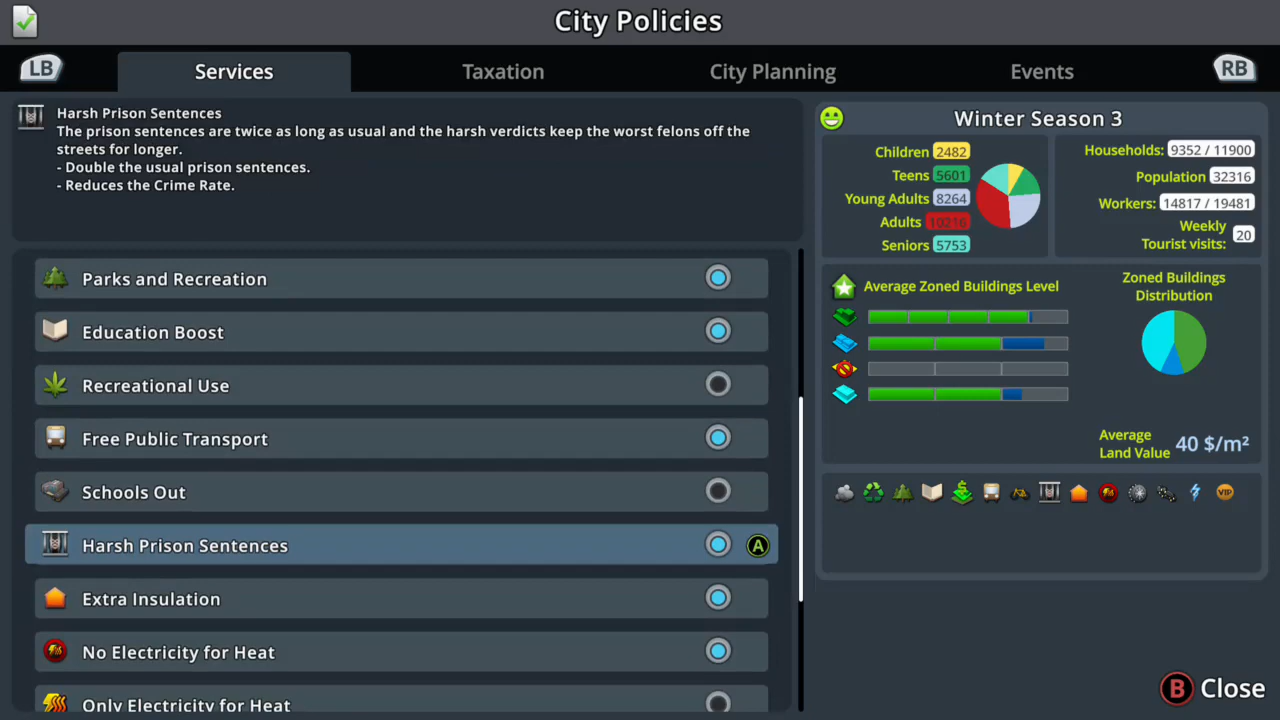 City Policies
LB
Services
Taxation
City Planning
Events
RB
Harsh Prison Sentences
The prison sentences are twice as long as usual and the harsh verdicts keep the worst felons off the
streets for longer.
- Double the usual prison sentences.
- Reduces the Crime Rate.
Parks and Recreation
Education Boost
Recreational Use
Free Public Transport
Schools Out
Harsh Prison Sentences A
Extra Insulation
No Electricity for Heat
Only Electricity for Heat
Winter Season 3
Children 2482
Teens 5601
Young Adults 8264
Adults 10216
Seniors 5753
Households: 9352 / 11900
Population 32316
Workers: 14817 / 19481
Weekly
Tourist visits: 20
Average Zoned Buildings Level
Zoned Buildings
Distribution
Average
Land Value 40 $/m²
VIP
B Close